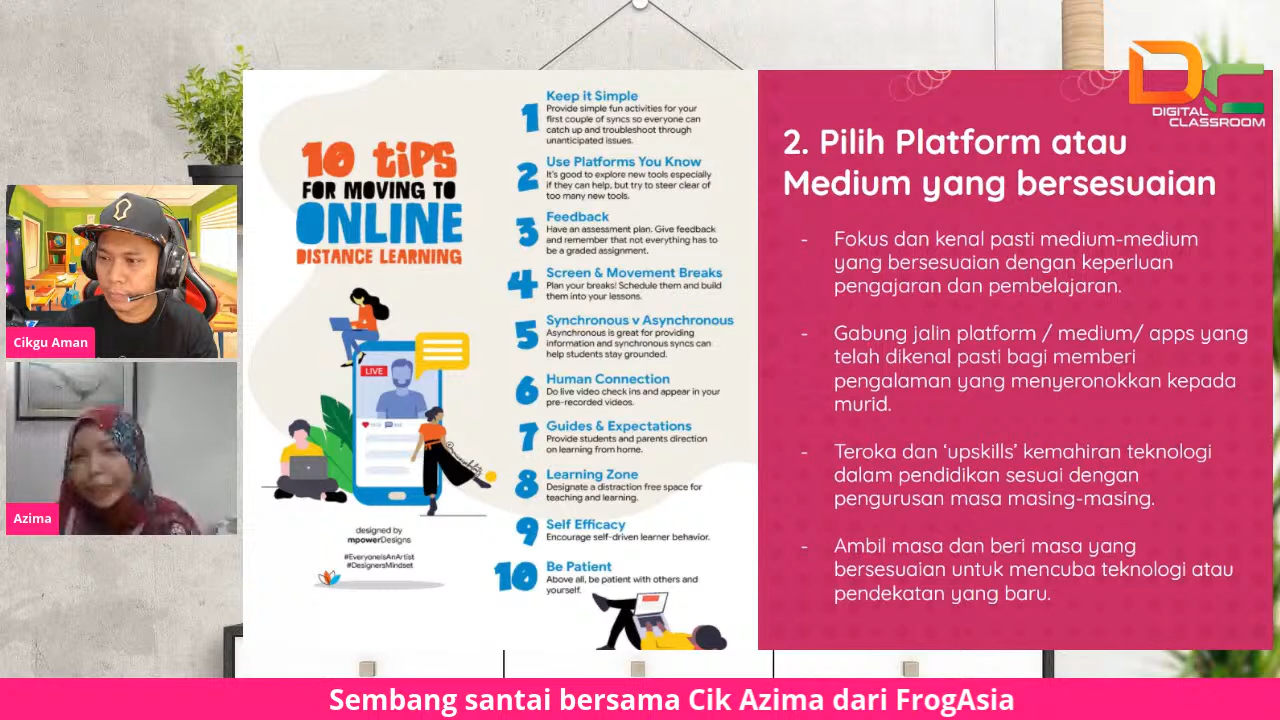 DIGITAL
CLASSROOM
10 tips
FOR MOVING TO
ONLINE
DISTANCE LEARNING
LIVE
designed by
mpowerDesigns
#EveryoneIsAnArtist
#DesignersMindset
1
Keep it Simple
Provide simple fun activities for your
first couple of syncs so everyone can
catch up and troubleshoot through
unanticipated issues.
2
Use Platforms You Know
It's good to explore new tools especially
if they can help, but try to steer clear of
too many new tools.
3
Feedback
Have an assessment plan. Give feedback
and remember that not everything has to
be a graded assignment.
4
Screen & Movement Breaks
Plan your breaks! Schedule them and build
them into your lessons.
5
Synchronous v Asynchronous
Asynchronous is great for providing
information and synchronous syncs can
help students stay grounded.
6
Human Connection
Do live video check ins and appear in your
pre-recorded videos.
7
Guides & Expectations
Provide students and parents direction
on learning from home.
8
Learning Zone
Designate a distraction free space for
teaching and learning.
9
Self Efficacy
Encourage self-driven learner behavior.
10
Be Patient
Above all, be patient with others and
yourself.
2. Pilih Platform atau
Medium yang bersesuaian
- Fokus dan kenal pasti medium-medium
yang bersesuaian dengan keperluan
pengajaran dan pembelajaran.
- Gabung jalin platform / medium/ apps yang
telah dikenal pasti bagi memberi
pengalaman yang menyeronokkan kepada
murid.
- Teroka dan ‘upskills’ kemahiran teknologi
dalam pendidikan sesuai dengan
pengurusan masa masing-masing.
- Ambil masa dan beri masa yang
bersesuaian untuk mencuba teknologi atau
pendekatan yang baru.
Cikgu Aman
Azima
Sembang santai bersama Cik Azima dari FrogAsia